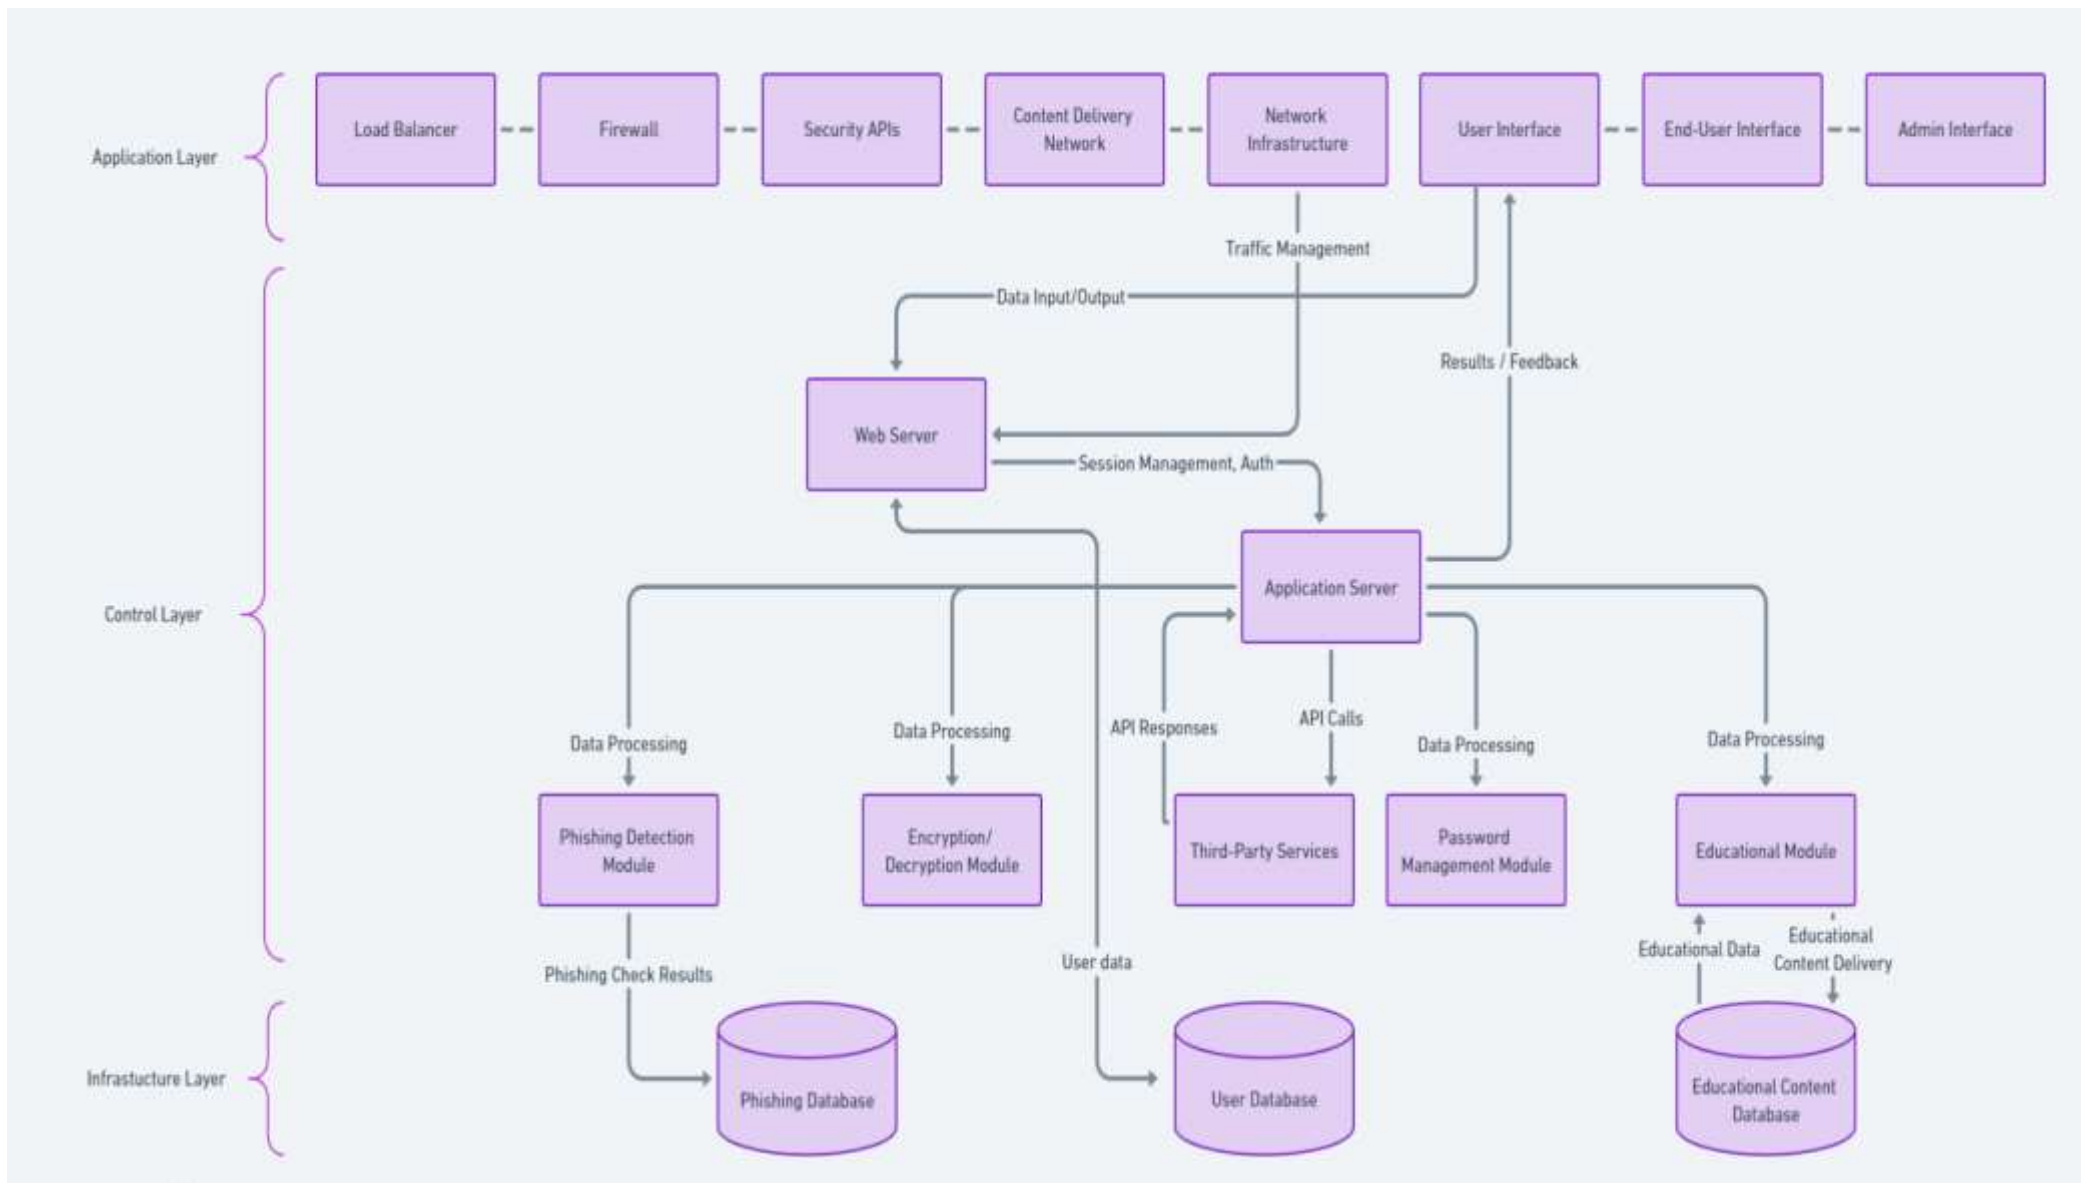 Load Balancer
Firewall
Security APIs
Content Delivery
Network
Network
Infrastructure
User Interface
End-User Interface
Admin Interface
Application Layer
Traffic Management
Data Input/Output
Results / Feedback
Web Server
Session Management, Auth
Application Server
Control Layer
Data Processing
Data Processing
API Responses
API Calls
Data Processing
Data Processing
Phishing Detection
Module
Encryption/
Decryption Module
Third-Party Services
Password
Management Module
Educational Module
Phishing Check Results
User data
Educational Data
Educational
Content Delivery
Infrastucture Layer
Phishing Database
User Database
Educational Content
Database